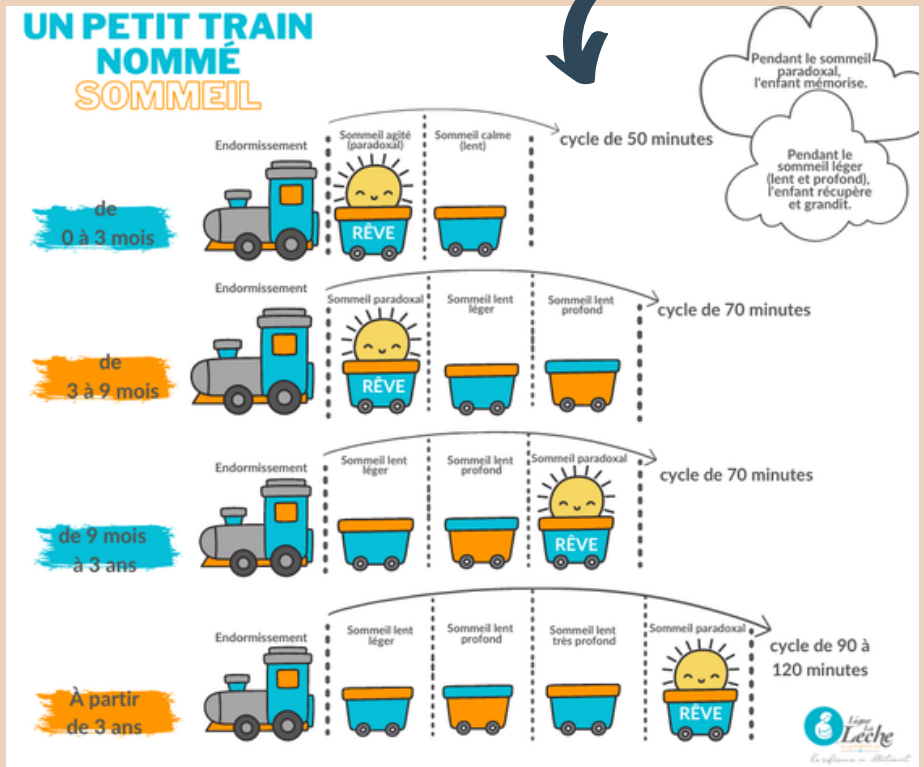 UN PETIT TRAIN
NOMMÉ
SOMMEIL
Pendant le sommeil
paradoxal,
l'enfant mémorise.
Pendant le
sommeil léger
(lent et profond),
l'enfant récupère
et grandit.
de
0 à 3 mois
Endormissement
Sommeil agité
(paradoxal)
RÊVE
Sommeil calme
(lent)
cycle de 50 minutes
de
3 à 9 mois
Endormissement
Sommeil paradoxal
RÊVE
Sommeil lent
léger
Sommeil lent
profond
cycle de 70 minutes
de 9 mois
à 3 ans
Endormissement
Sommeil lent
léger
Sommeil lent
profond
Sommeil paradoxal
RÊVE
cycle de 70 minutes
À partir
de 3 ans
Endormissement
Sommeil lent
léger
Sommeil lent
profond
Sommeil lent
très profond
Sommeil paradoxal
RÊVE
cycle de 90 à
120 minutes
Ligue
La
Leche